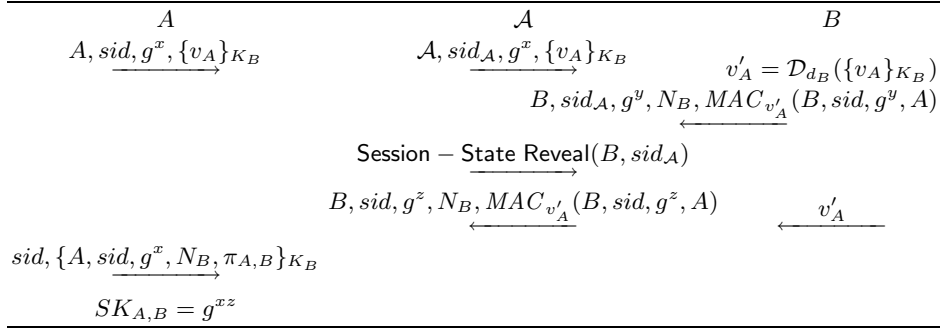 A 𝒜 B
A, sid, g^x, {v_A}_{K_B} 𝒜, sid_𝒜, g^x, {v_A}_{K_B}
v'_A = 𝒟_{d_B}({v_A}_{K_B})
B, sid_𝒜, g^y, N_B, MAC_{v'_A}(B, sid, g^y, A)
Session − State Reveal(B, sid_𝒜)
B, sid, g^z, N_B, MAC_{v'_A}(B, sid, g^z, A) v'_A
sid, {A, sid, g^x, N_B, π_{A,B}}_{K_B}
SK_{A,B} = g^{xz}